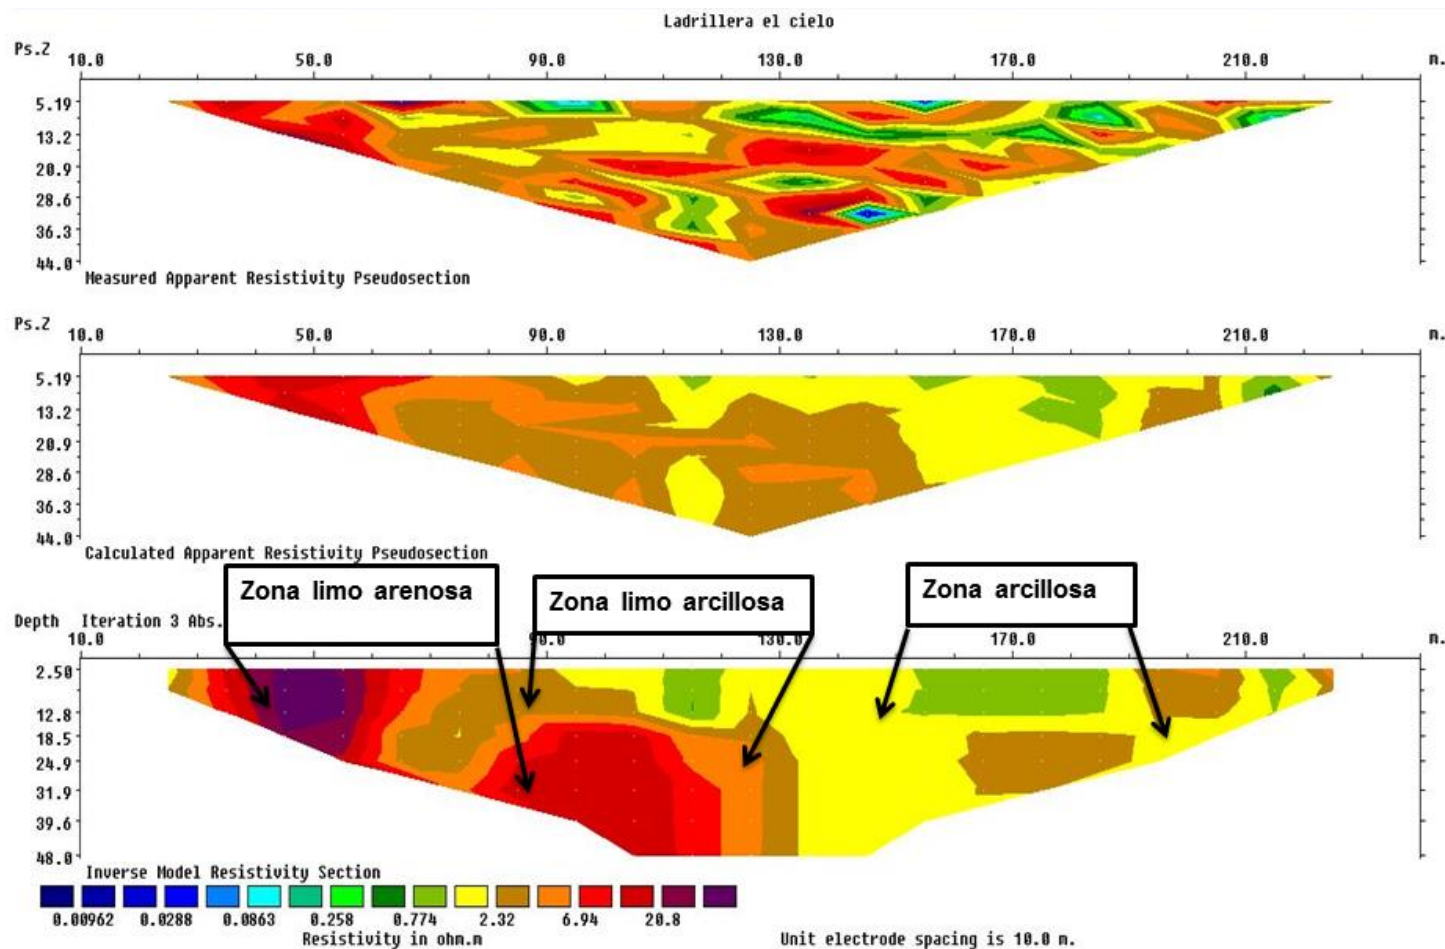 Ladrillera el cielo
Ps.Z 10.0 50.0 90.0 130.0 170.0 210.0 m.
5.19
13.2
20.9
28.6
36.3
44.0
Measured Apparent Resistivity Pseudosection
Ps.Z 10.0 50.0 90.0 130.0 170.0 210.0 m.
5.19
13.2
20.9
28.6
36.3
44.0
Calculated Apparent Resistivity Pseudosection
Zona limo arenosa
Zona limo arcillosa
Zona arcillosa
Depth Iteration 3 Abs.
10.0 90.0 130.0 170.0 210.0 m.
2.50
12.8
18.5
24.9
31.9
39.6
48.0
Inverse Model Resistivity Section
0.00962 0.0288 0.0863 0.258 0.774 2.32 6.94 20.8
Resistivity in ohm.m
Unit electrode spacing is 10.0 m.